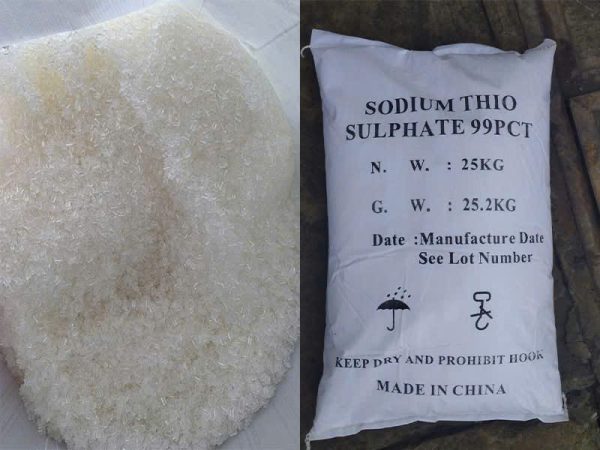 SODIUM THIO
SULPHATE 99PCT
N. W. : 25KG
G. W. : 25.2KG
Date :Manufacture Date
See Lot Number
KEEP DRY AND PROHIBIT HOOK
MADE IN CHINA